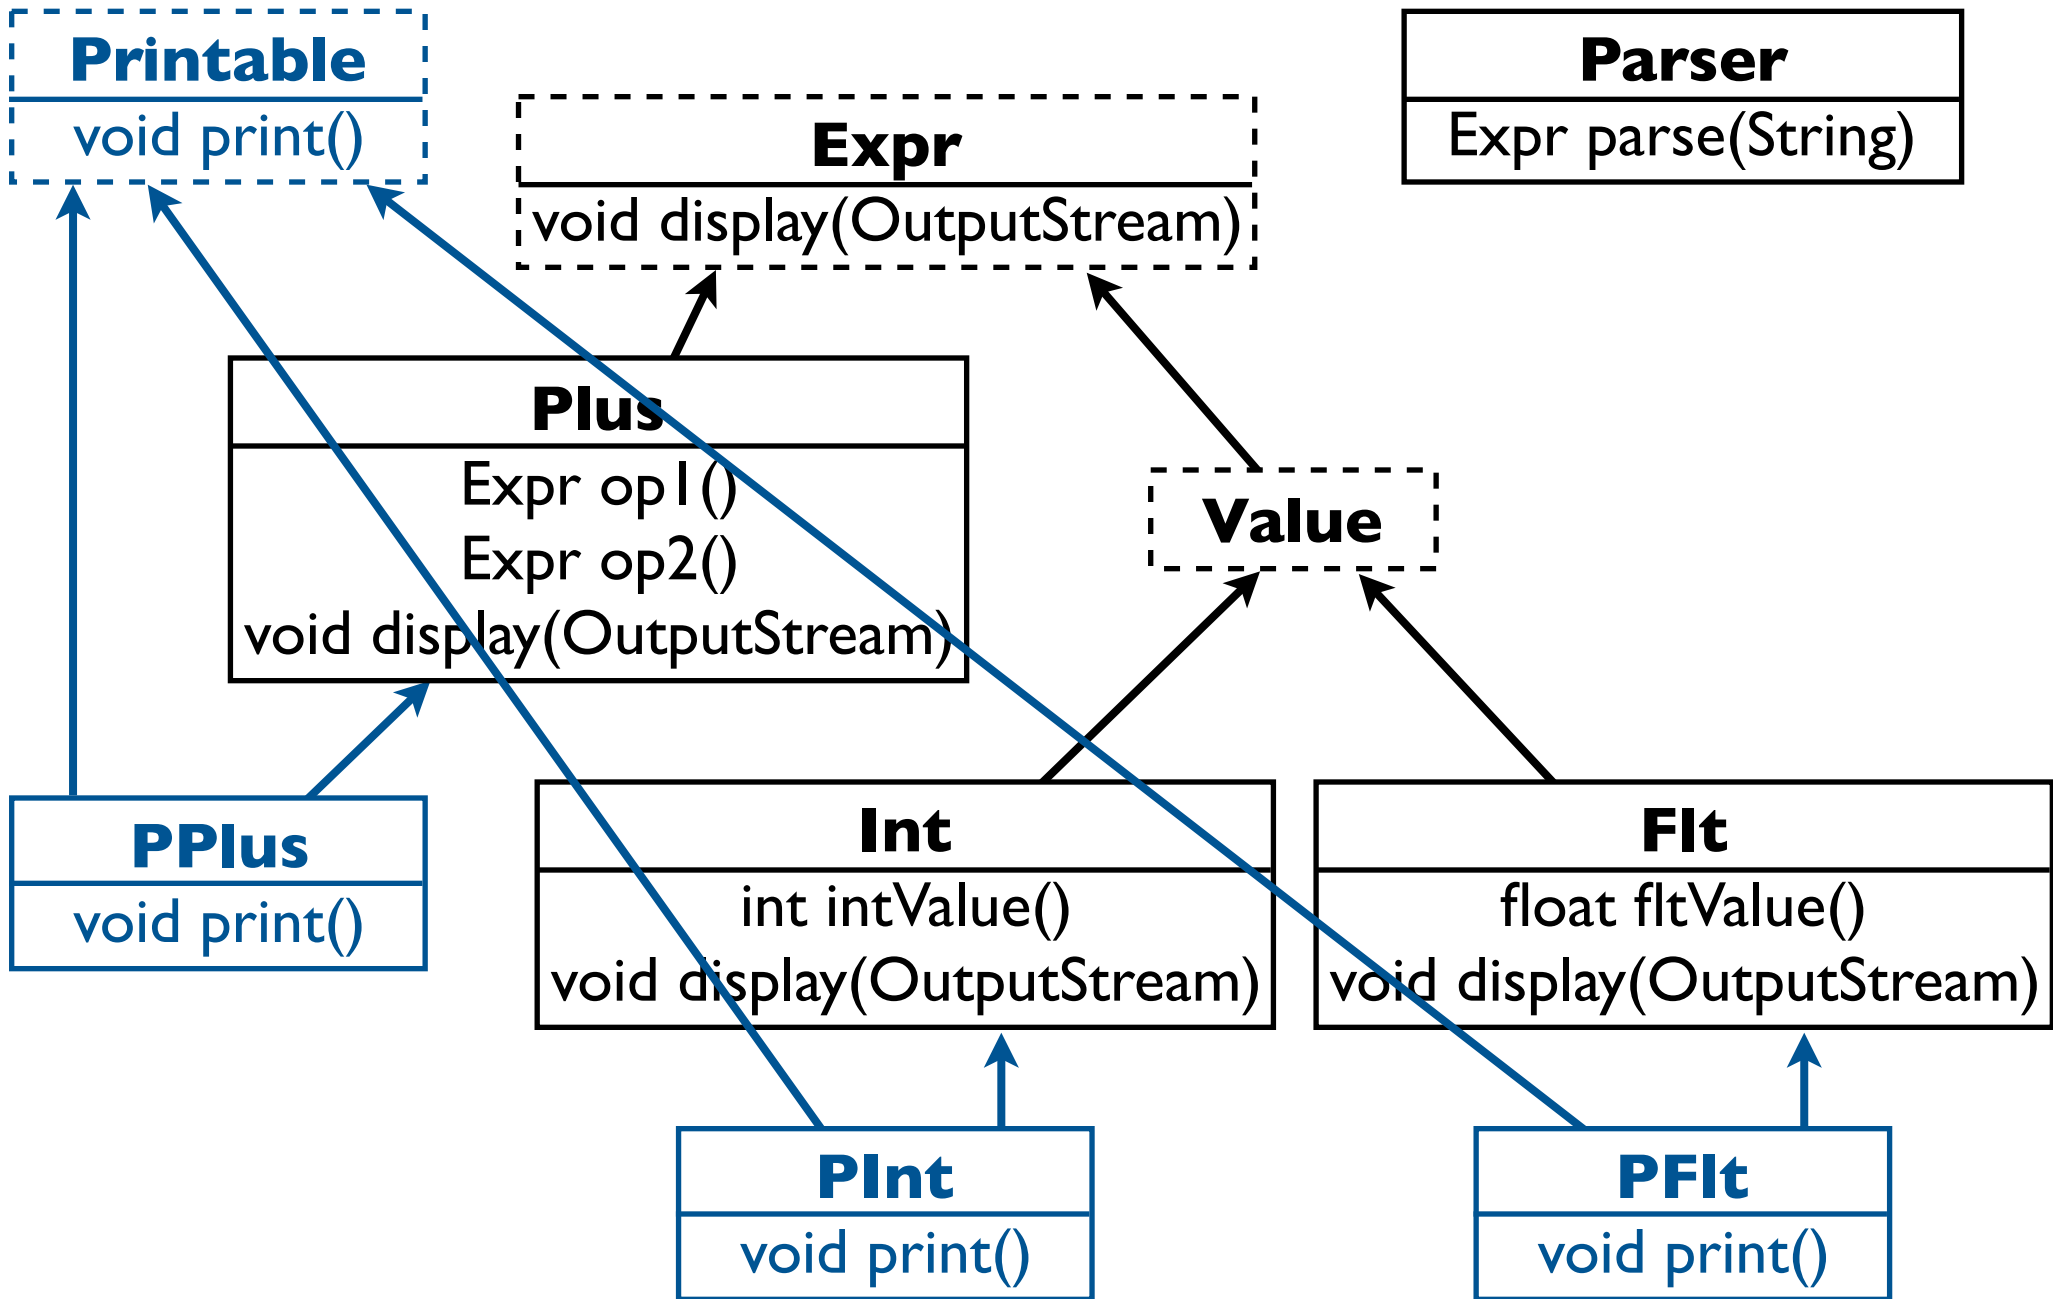 Printable
void print()
Expr
void display(OutputStream)
Parser
Expr parse(String)
Plus
Expr op1()
Expr op2()
void display(OutputStream)
Value
PPlus
void print()
Int
int intValue()
void display(OutputStream)
Flt
float fltValue()
void display(OutputStream)
PInt
void print()
PFlt
void print()